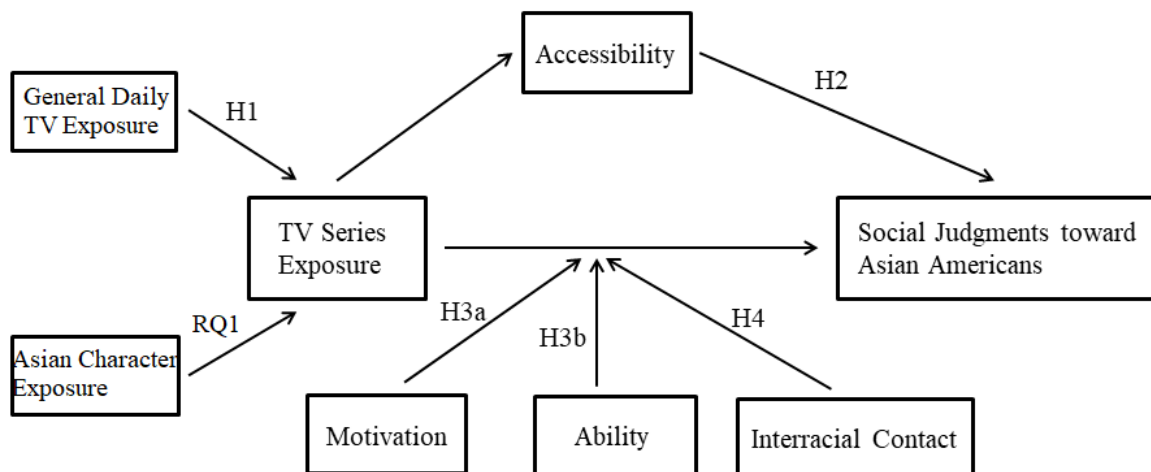 Accessibility
General Daily
TV Exposure
H1
H2
TV Series
Exposure
Social Judgments toward
Asian Americans
RQ1
H3a
H3b
H4
Asian Character
Exposure
Motivation
Ability
Interracial Contact